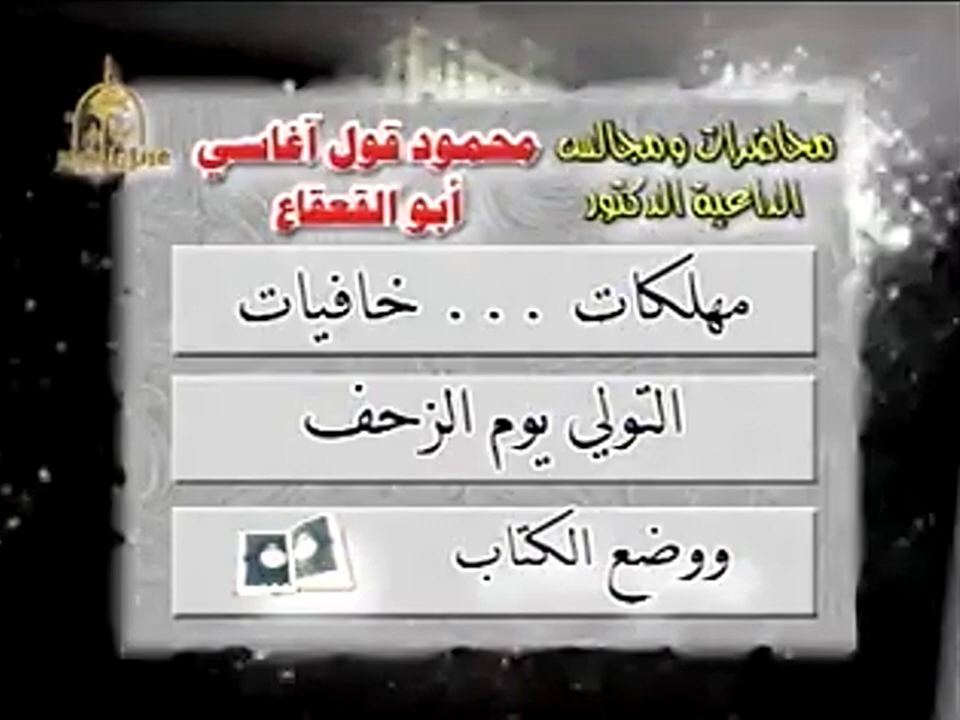 محاضرات ومجالس
الداعية الدكتور
محمود قول آغاسي
أبو القعقاع
مهلكات . . . خافيات
التولي يوم الزحف
ووضع الكتاب